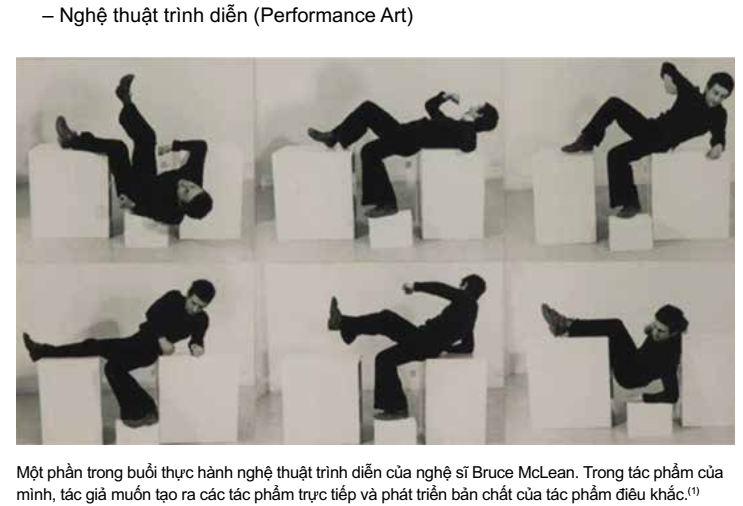 – Nghệ thuật trình diễn (Performance Art)
Một phần trong buổi thực hành nghệ thuật trình diễn của nghệ sĩ Bruce McLean. Trong tác phẩm của
mình, tác giả muốn tạo ra các tác phẩm trực tiếp và phát triển bản chất của tác phẩm điêu khắc.(1)